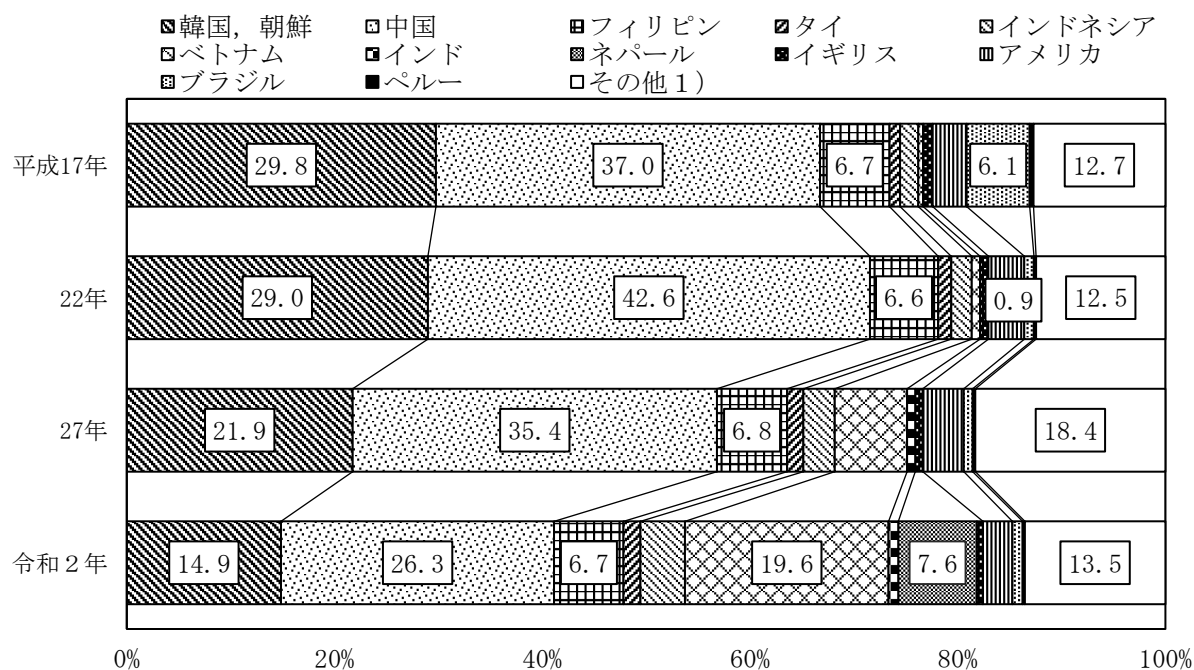 韓国，朝鮮 中国 フィリピン タイ インドネシア
ベトナム インド ネパール イギリス アメリカ
ブラジル ペルー その他１）
平成17年 29.8 37.0 6.7 6.1 12.7
22年 29.0 42.6 6.6 0.9 12.5
27年 21.9 35.4 6.8 18.4
令和２年 14.9 26.3 6.7 19.6 7.6 13.5
0% 20% 40% 60% 80% 100%